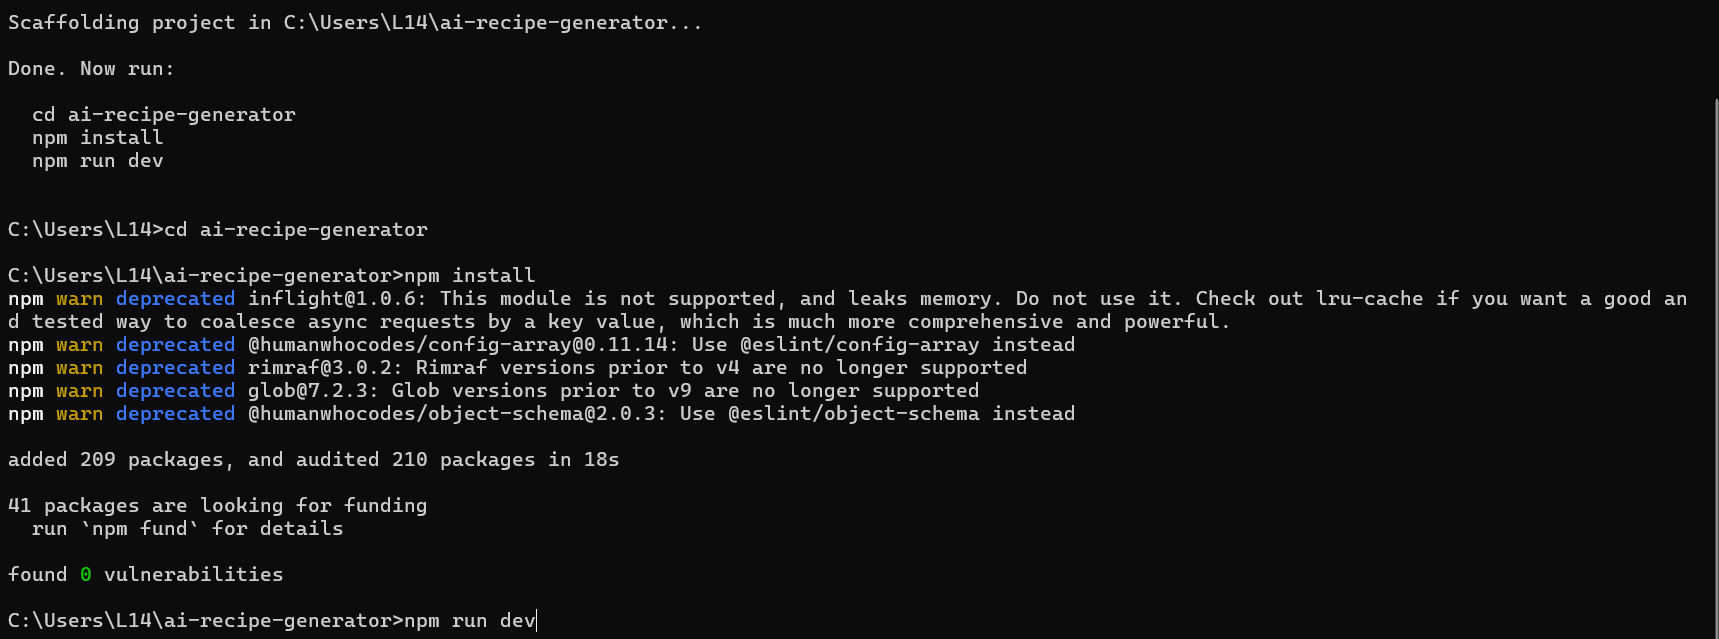 Scaffolding project in C:\Users\L14\ai-recipe-generator...
Done. Now run:
cd ai-recipe-generator
npm install
npm run dev
C:\Users\L14>cd ai-recipe-generator
C:\Users\L14\ai-recipe-generator>npm install
npm warn deprecated inflight@1.0.6: This module is not supported, and leaks memory. Do not use it. Check out lru-cache if you want a good an
d tested way to coalesce async requests by a key value, which is much more comprehensive and powerful.
npm warn deprecated @humanwhocodes/config-array@0.11.14: Use @eslint/config-array instead
npm warn deprecated rimraf@3.0.2: Rimraf versions prior to v4 are no longer supported
npm warn deprecated glob@7.2.3: Glob versions prior to v9 are no longer supported
npm warn deprecated @humanwhocodes/object-schema@2.0.3: Use @eslint/object-schema instead
added 209 packages, and audited 210 packages in 18s
41 packages are looking for funding
run `npm fund` for details
found 0 vulnerabilities
C:\Users\L14\ai-recipe-generator>npm run dev